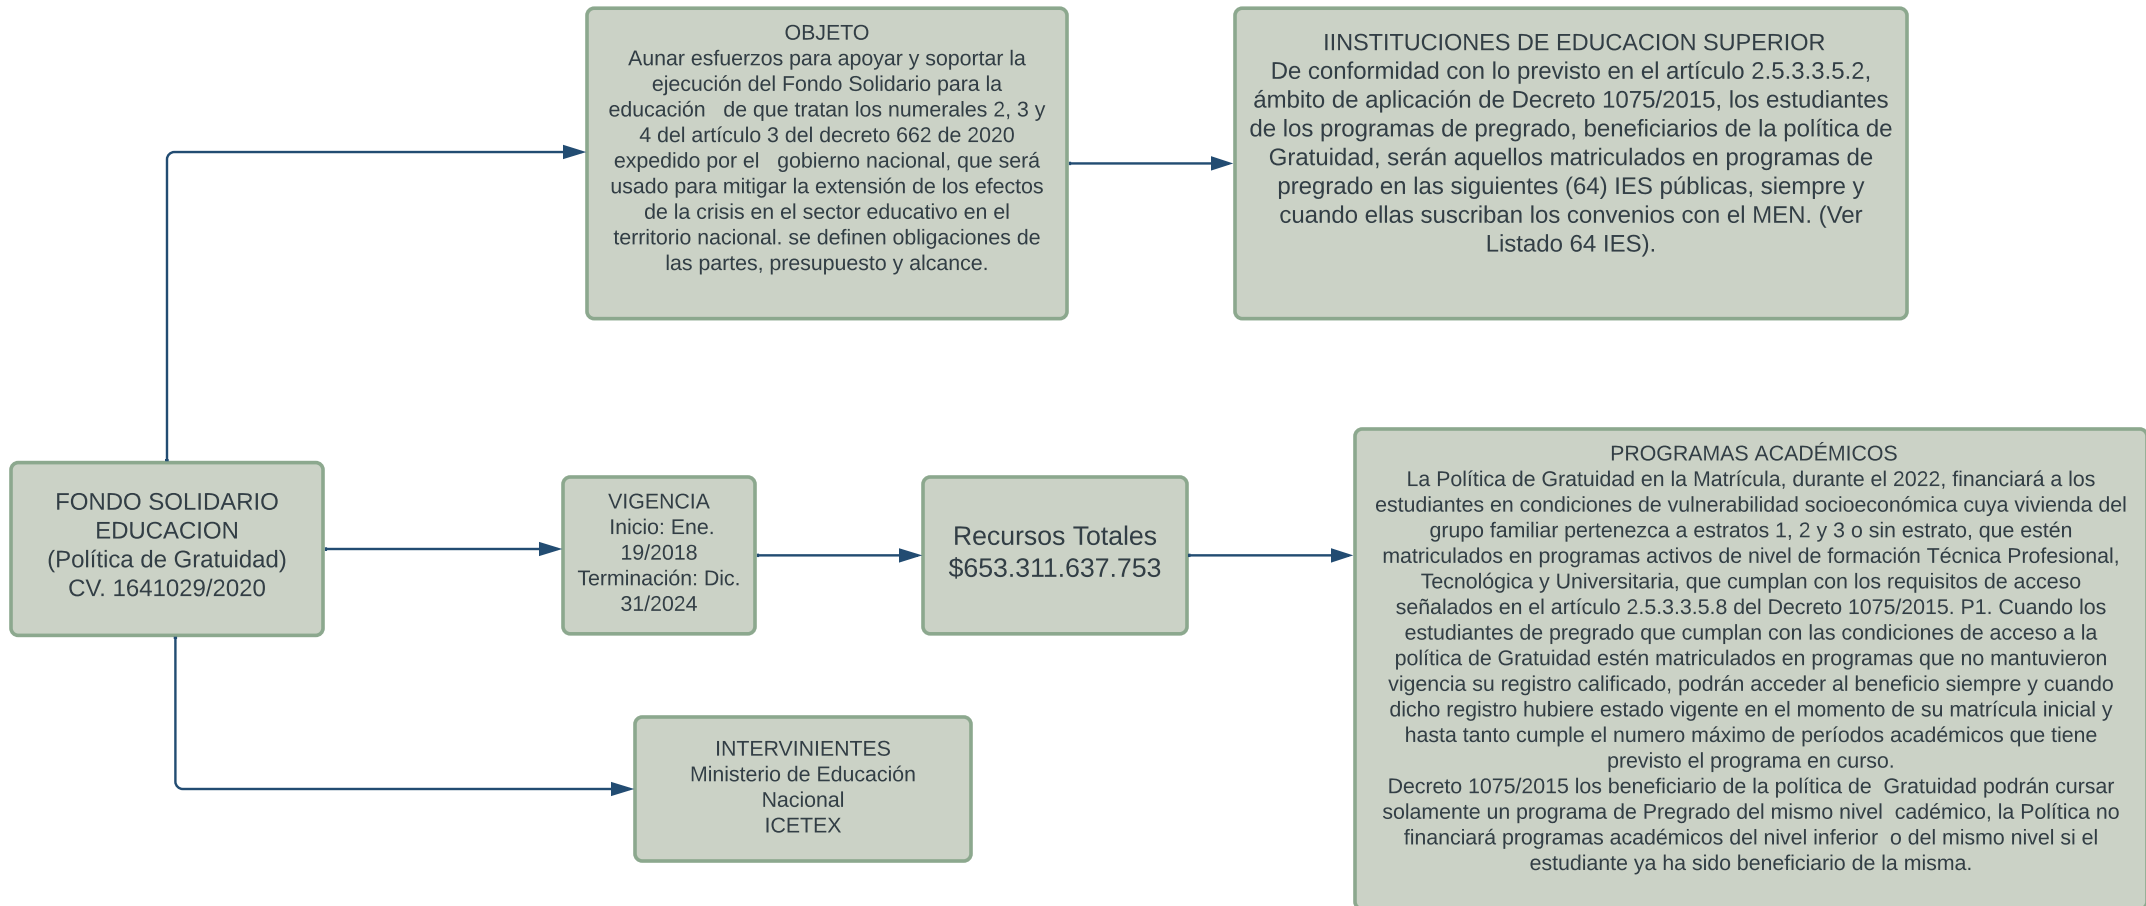 OBJETO
Aunar esfuerzos para apoyar y soportar la
ejecución del Fondo Solidario para la
educación   de que tratan los numerales 2, 3 y
4 del artículo 3 del decreto 662 de 2020
expedido por el   gobierno nacional, que será
usado para mitigar la extensión de los efectos
de la crisis en el sector educativo en el
territorio nacional. se definen obligaciones de
las partes, presupuesto y alcance.
IINSTITUCIONES DE EDUCACION SUPERIOR
De conformidad con lo previsto en el artículo 2.5.3.3.5.2,
ámbito de aplicación de Decreto 1075/2015, los estudiantes
de los programas de pregrado, beneficiarios de la política de
Gratuidad, serán aquellos matriculados en programas de
pregrado en las siguientes (64) IES públicas, siempre y
cuando ellas suscriban los convenios con el MEN. (Ver
Listado 64 IES).
FONDO SOLIDARIO
EDUCACION
(Política de Gratuidad)
CV. 1641029/2020
VIGENCIA
Inicio: Ene.
19/2018
Terminación: Dic.
31/2024
Recursos Totales
$653.311.637.753
PROGRAMAS ACADÉMICOS
La Política de Gratuidad en la Matrícula, durante el 2022, financiará a los
estudiantes en condiciones de vulnerabilidad socioeconómica cuya vivienda del
grupo familiar pertenezca a estratos 1, 2 y 3 o sin estrato, que estén
matriculados en programas activos de nivel de formación Técnica Profesional,
Tecnológica y Universitaria, que cumplan con los requisitos de acceso
señalados en el artículo 2.5.3.3.5.8 del Decreto 1075/2015. P1. Cuando los
estudiantes de pregrado que cumplan con las condiciones de acceso a la
política de Gratuidad estén matriculados en programas que no mantuvieron
vigencia su registro calificado, podrán acceder al beneficio siempre y cuando
dicho registro hubiere estado vigente en el momento de su matrícula inicial y
hasta tanto cumple el numero máximo de períodos académicos que tiene
previsto el programa en curso.
Decreto 1075/2015 los beneficiario de la política de  Gratuidad podrán cursar
solamente un programa de Pregrado del mismo nivel  cadémico, la Política no
financiará programas académicos del nivel inferior  o del mismo nivel si el
estudiante ya ha sido beneficiario de la misma.
INTERVINIENTES
Ministerio de Educación
Nacional
ICETEX